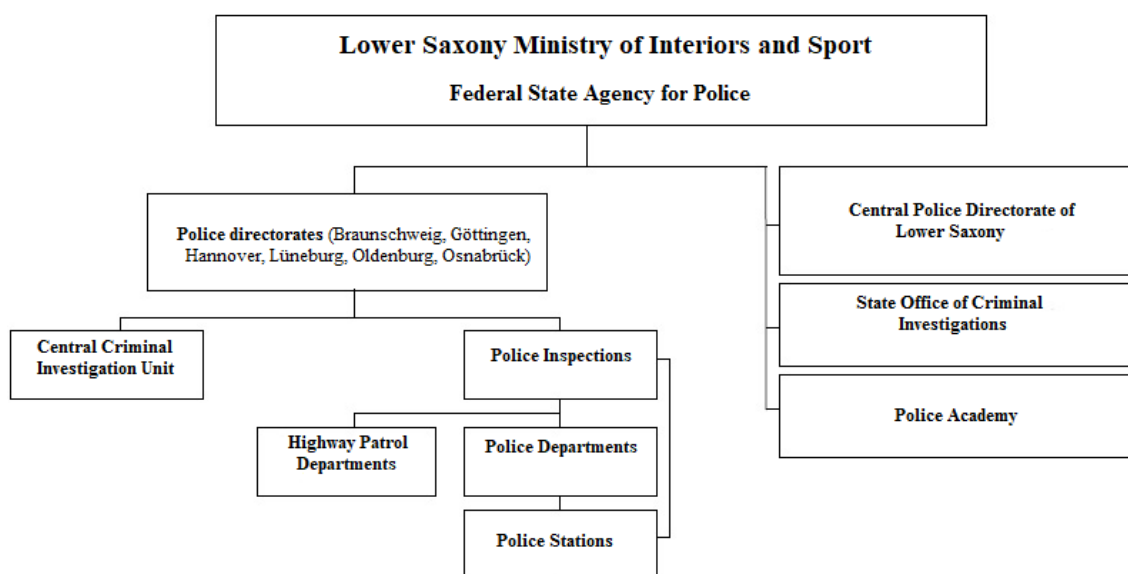 Lower Saxony Ministry of Interiors and Sport
Federal State Agency for Police
Police directorates (Braunschweig, Göttingen,
Hannover, Lüneburg, Oldenburg, Osnabrück)
Central Police Directorate of
Lower Saxony
State Office of Criminal
Investigations
Police Academy
Central Criminal
Investigation Unit
Police Inspections
Highway Patrol
Departments
Police Departments
Police Stations